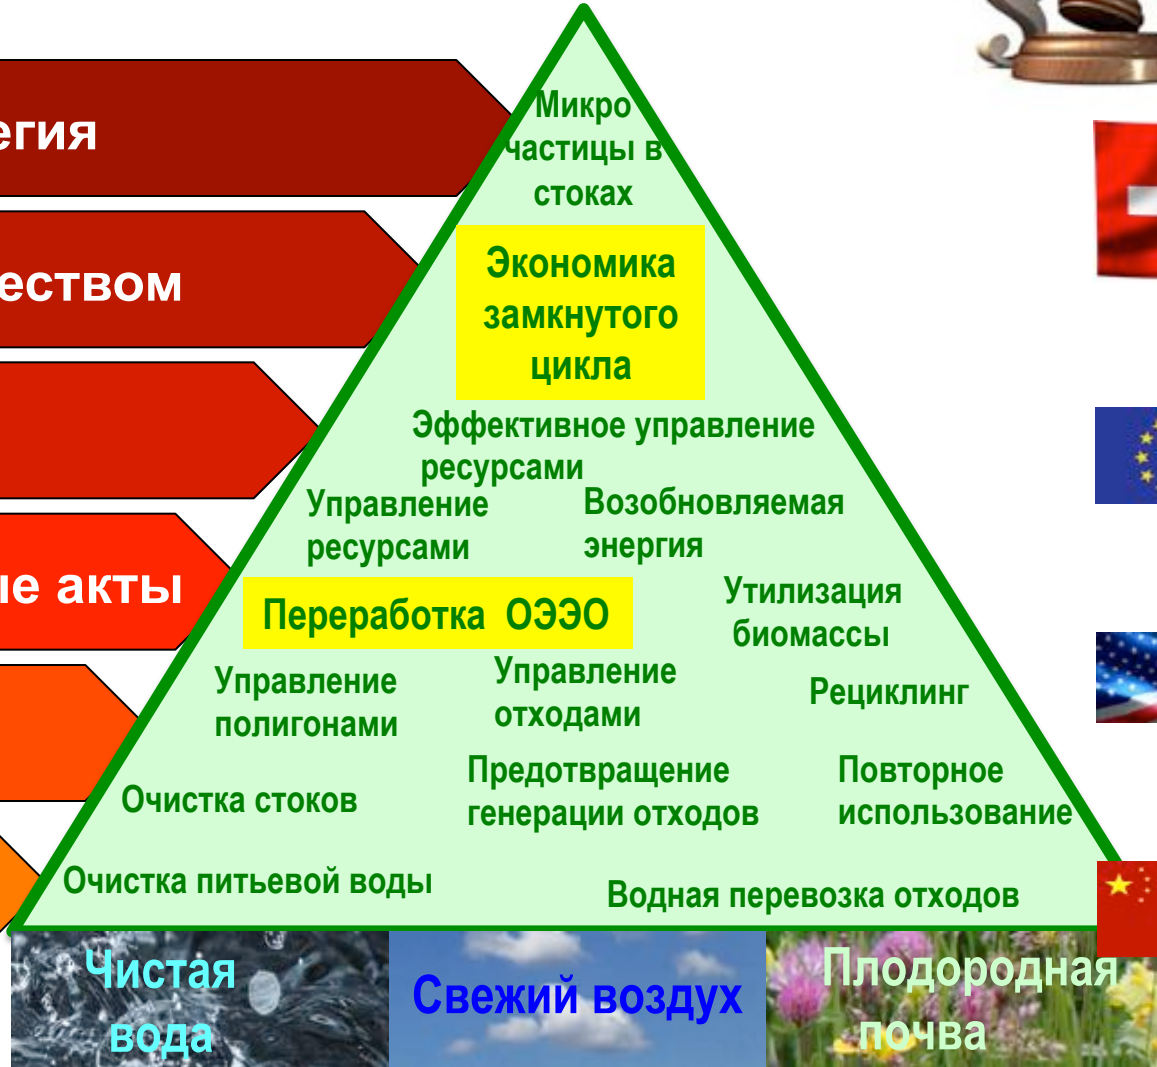 Микро
частицы в
стоках
егия
Экономика
замкнутого
цикла
еством
Эффективное управление
ресурсами
Управление
ресурсами
Возобновляемая
энергия
ые акты
Переработка ОЭЭО
Утилизация
биомассы
Управление
полигонами
Управление
отходами
Рециклинг
Очистка стоков
Предотвращение
генерации отходов
Повторное
использование
Очистка питьевой воды
Водная перевозка отходов
Чистая
вода
Свежий воздух
Плодородная
почва